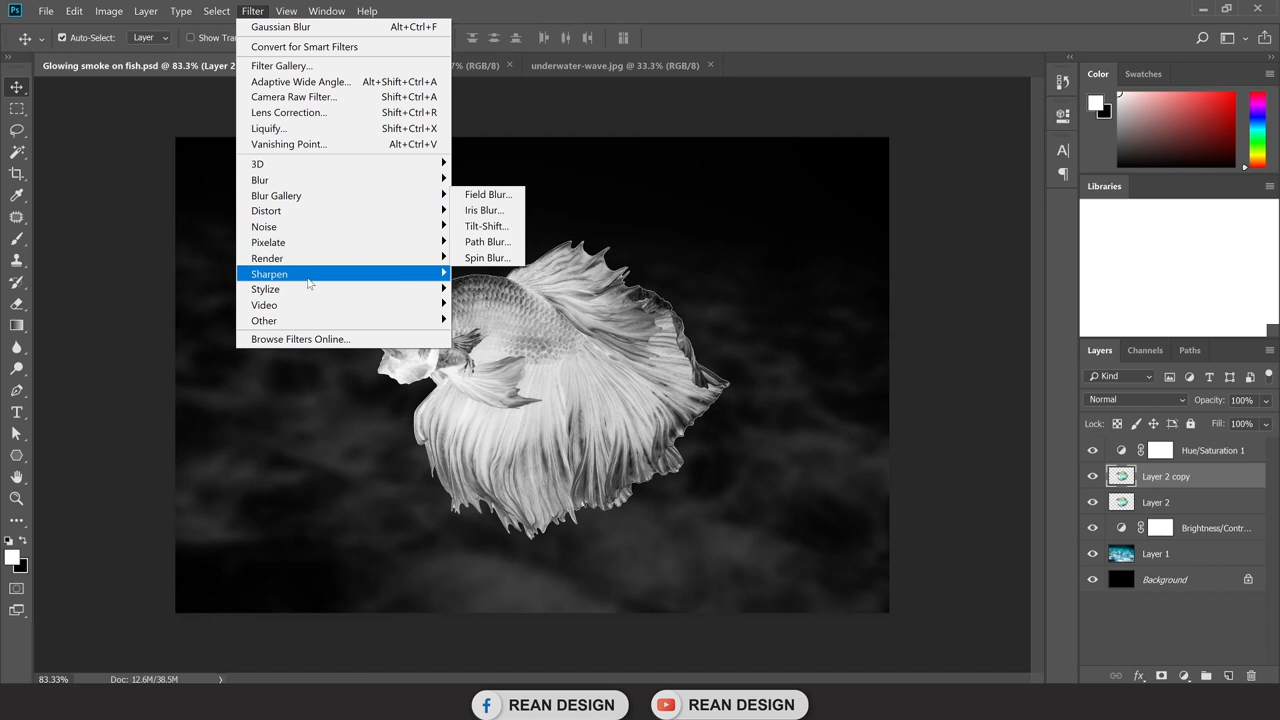 File Edit Image Layer Type Select Filter View Window Help
Auto-Select: Layer Show Tra
Glowing smoke on fish.psd @ 83.3% (Layer 2
7% (RGB/8)
underwater-wave.jpg @ 33.3% (RGB/8)
Gaussian Blur Alt+Ctrl+F
Convert for Smart Filters
Filter Gallery...
Adaptive Wide Angle... Alt+Shift+Ctrl+A
Camera Raw Filter... Shift+Ctrl+A
Lens Correction... Shift+Ctrl+R
Liquify... Shift+Ctrl+X
Vanishing Point... Alt+Ctrl+V
3D
Blur
Blur Gallery
Distort
Noise
Pixelate
Render
Sharpen
Stylize
Video
Other
Browse Filters Online...
Field Blur...
Iris Blur...
Tilt-Shift...
Path Blur...
Spin Blur...
Color Swatches
Libraries
Layers Channels Paths
Kind
Normal Opacity: 100%
Lock: Fill: 100%
Hue/Saturation 1
Layer 2 copy
Layer 2
Brightness/Contr...
Layer 1
Background
83.33% Doc: 12.6M/38.5M
REAN DESIGN
REAN DESIGN